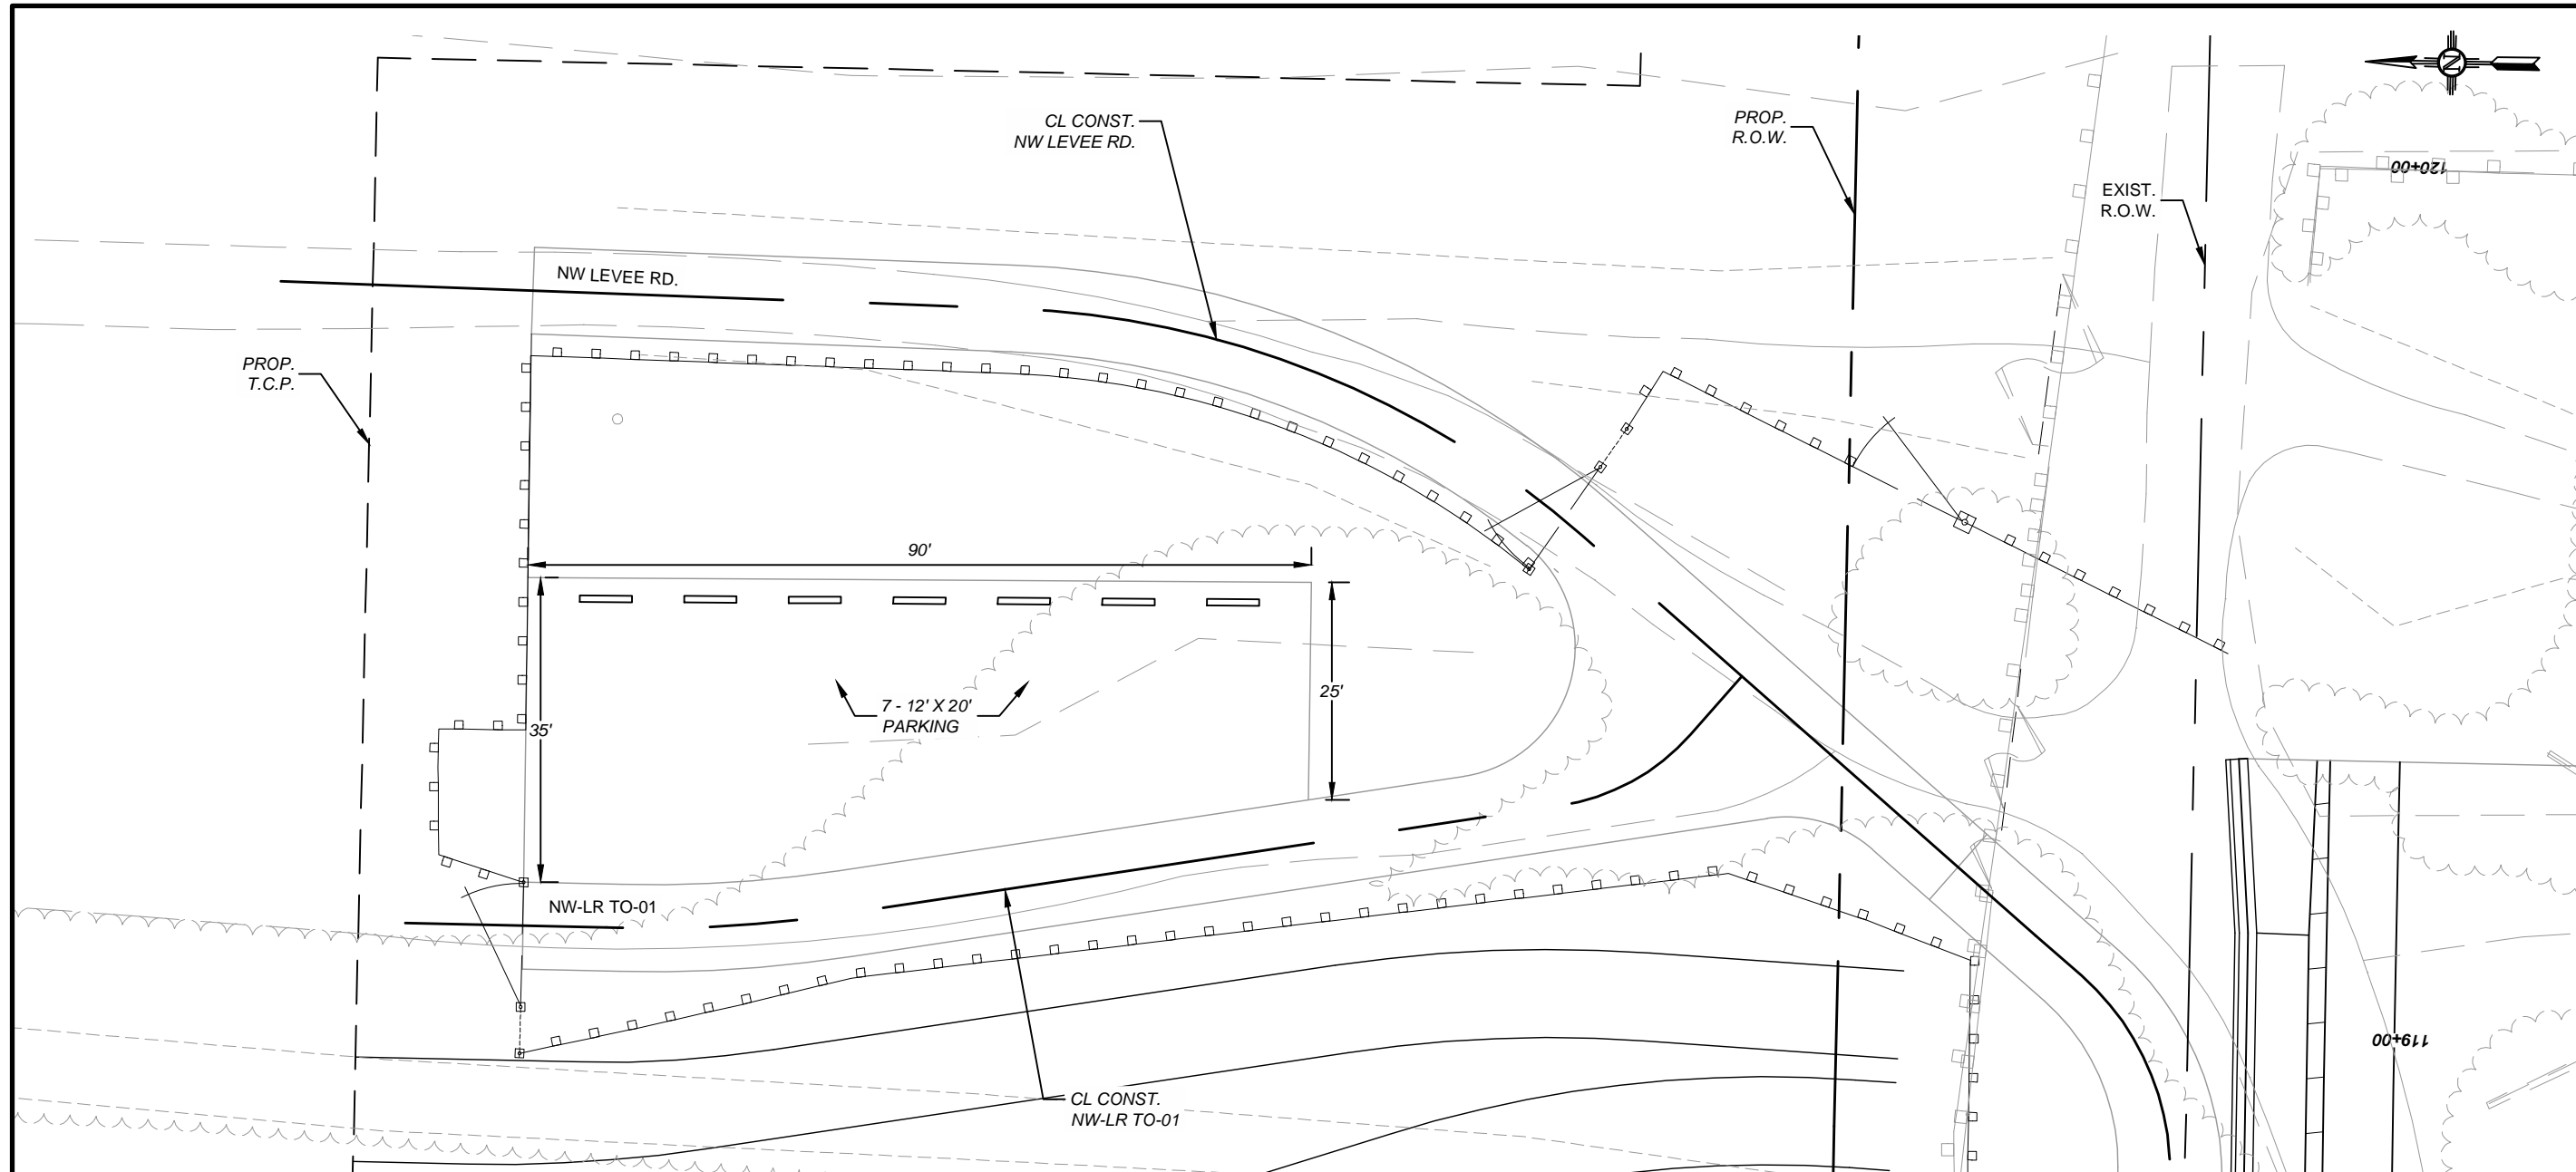 N
CL CONST.
NW LEVEE RD.
PROP.
R.O.W.
EXIST.
R.O.W.
120+00
NW LEVEE RD.
PROP.
T.C.P.
90'
35'
25'
7 - 12' X 20'
PARKING
NW-LR TO-01
CL CONST.
NW-LR TO-01
119+00